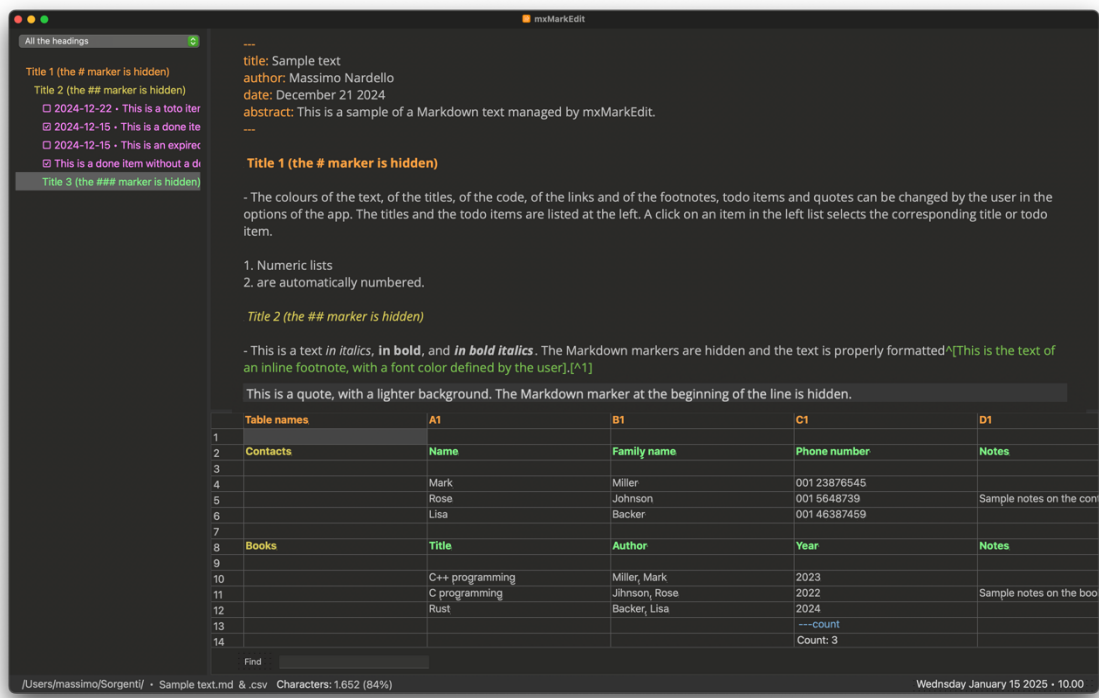 mxMarkEdit
All the headings
Title 1 (the # marker is hidden)
Title 2 (the ## marker is hidden)
2024-12-22 • This is a toto iter
2024-12-15 • This is a done ite
2024-12-15 • This is an expired
This is a done item without a d
Title 3 (the ### marker is hidden)
---
title: Sample text
author: Massimo Nardello
date: December 21 2024
abstract: This is a sample of a Markdown text managed by mxMarkEdit.
---
Title 1 (the # marker is hidden)
- The colours of the text, of the titles, of the code, of the links and of the footnotes, todo items and quotes can be changed by the user in the
options of the app. The titles and the todo items are listed at the left. A click on an item in the left list selects the corresponding title or todo
item.
1. Numeric lists
2. are automatically numbered.
Title 2 (the ## marker is hidden)
- This is a text in italics, in bold, and in bold italics. The Markdown markers are hidden and the text is properly formatted^[This is the text of
an inline footnote, with a font color defined by the user].[^1]
This is a quote, with a lighter background. The Markdown marker at the beginning of the line is hidden.
Table names A1 B1 C1 D1
1
2 Contacts Name Family name Phone number Notes
3
4 Mark Miller 001 23876545
5 Rose Johnson 001 5648739 Sample notes on the con
6 Lisa Backer 001 46387459
7
8 Books Title Author Year Notes
9
10 C++ programming Miller, Mark 2023
11 C programming Jihnson, Rose 2022 Sample notes on the boo
12 Rust Backer, Lisa 2024
13 ---count
14 Count: 3
Find
/Users/massimo/Sorgenti/ • Sample text.md & .csv Characters: 1.652 (84%) Wednsday January 15 2025 • 10.00